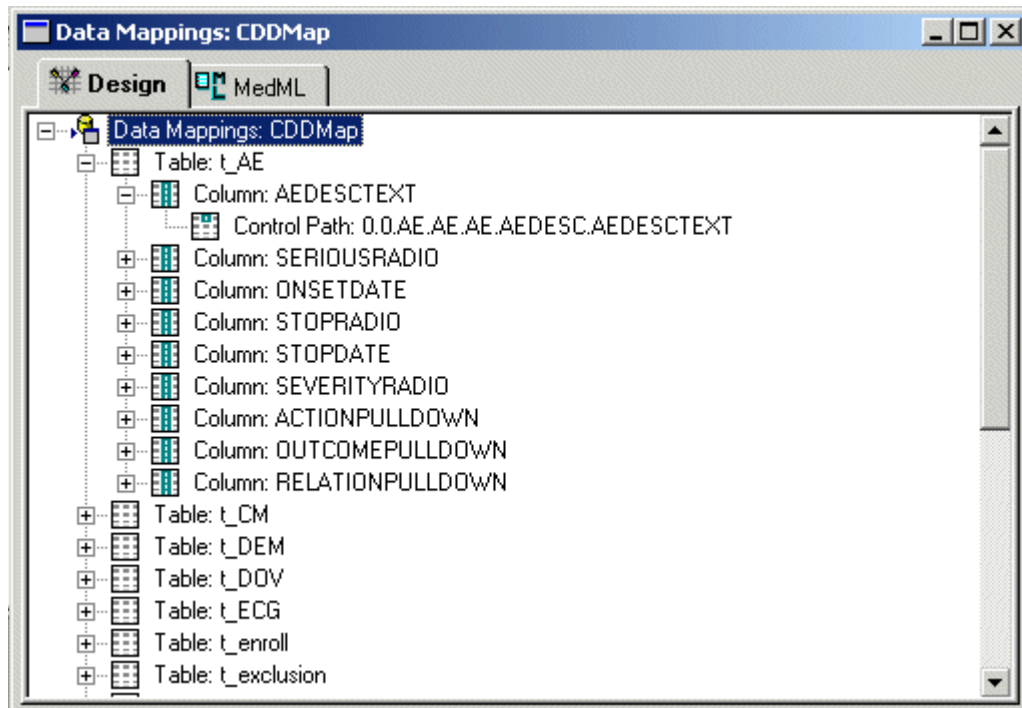 Data Mappings: CDDMap
Design MedML
Data Mappings: CDDMap
Table: t_AE
Column: AEDESCTEXT
Control Path: 0.0.AE.AE.AE.AEDESC.AEDESCTEXT
Column: SERIOUSRADIO
Column: ONSETDATE
Column: STOPRADIO
Column: STOPDATE
Column: SEVERITYRADIO
Column: ACTIONPULLDOWN
Column: OUTCOMEPULLDOWN
Column: RELATIONPULLDOWN
Table: t_CM
Table: t_DEM
Table: t_DOV
Table: t_ECG
Table: t_enroll
Table: t_exclusion